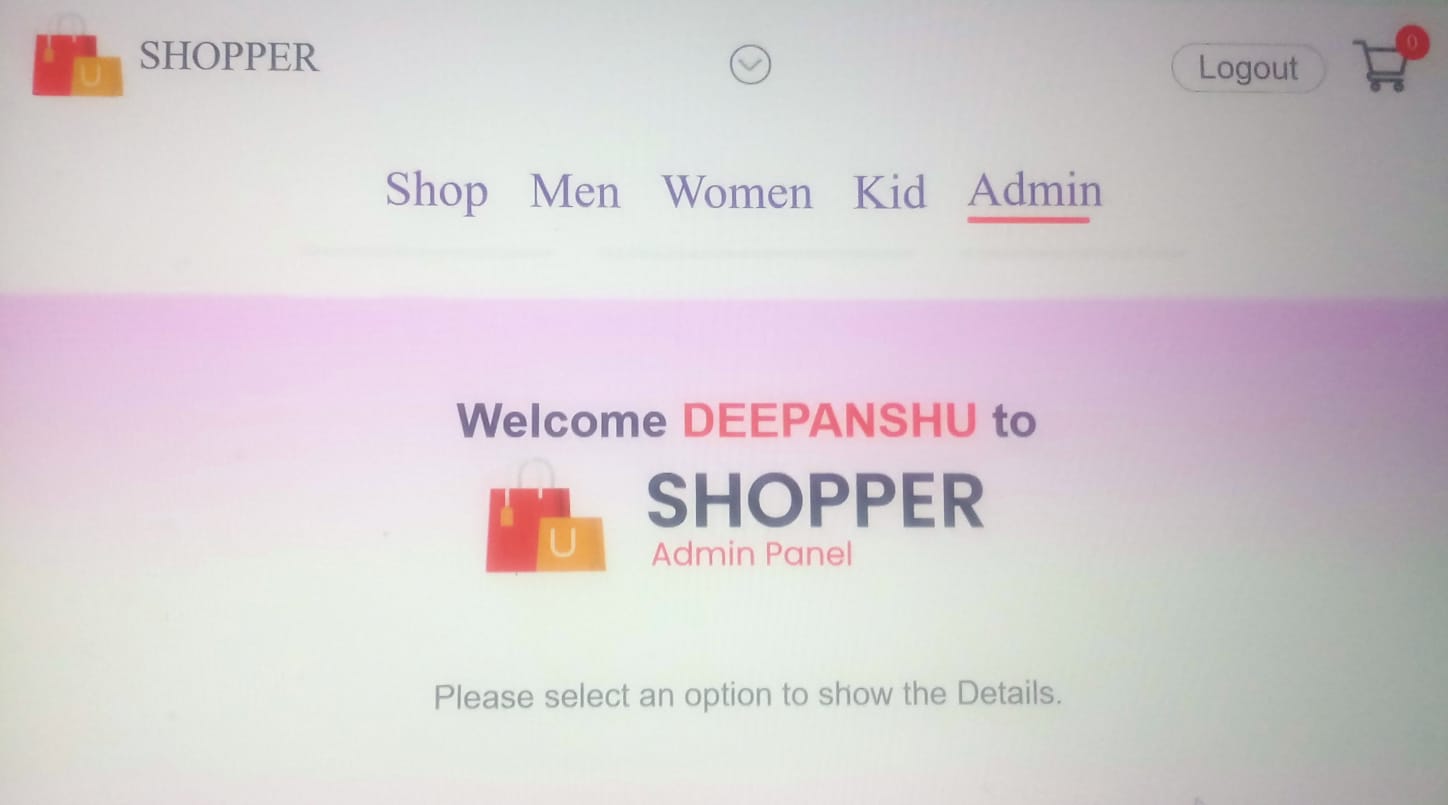 SHOPPER
Logout
0
Shop Men Women Kid Admin
Welcome DEEPANSHU to
SHOPPER
Admin Panel
Please select an option to show the Details.